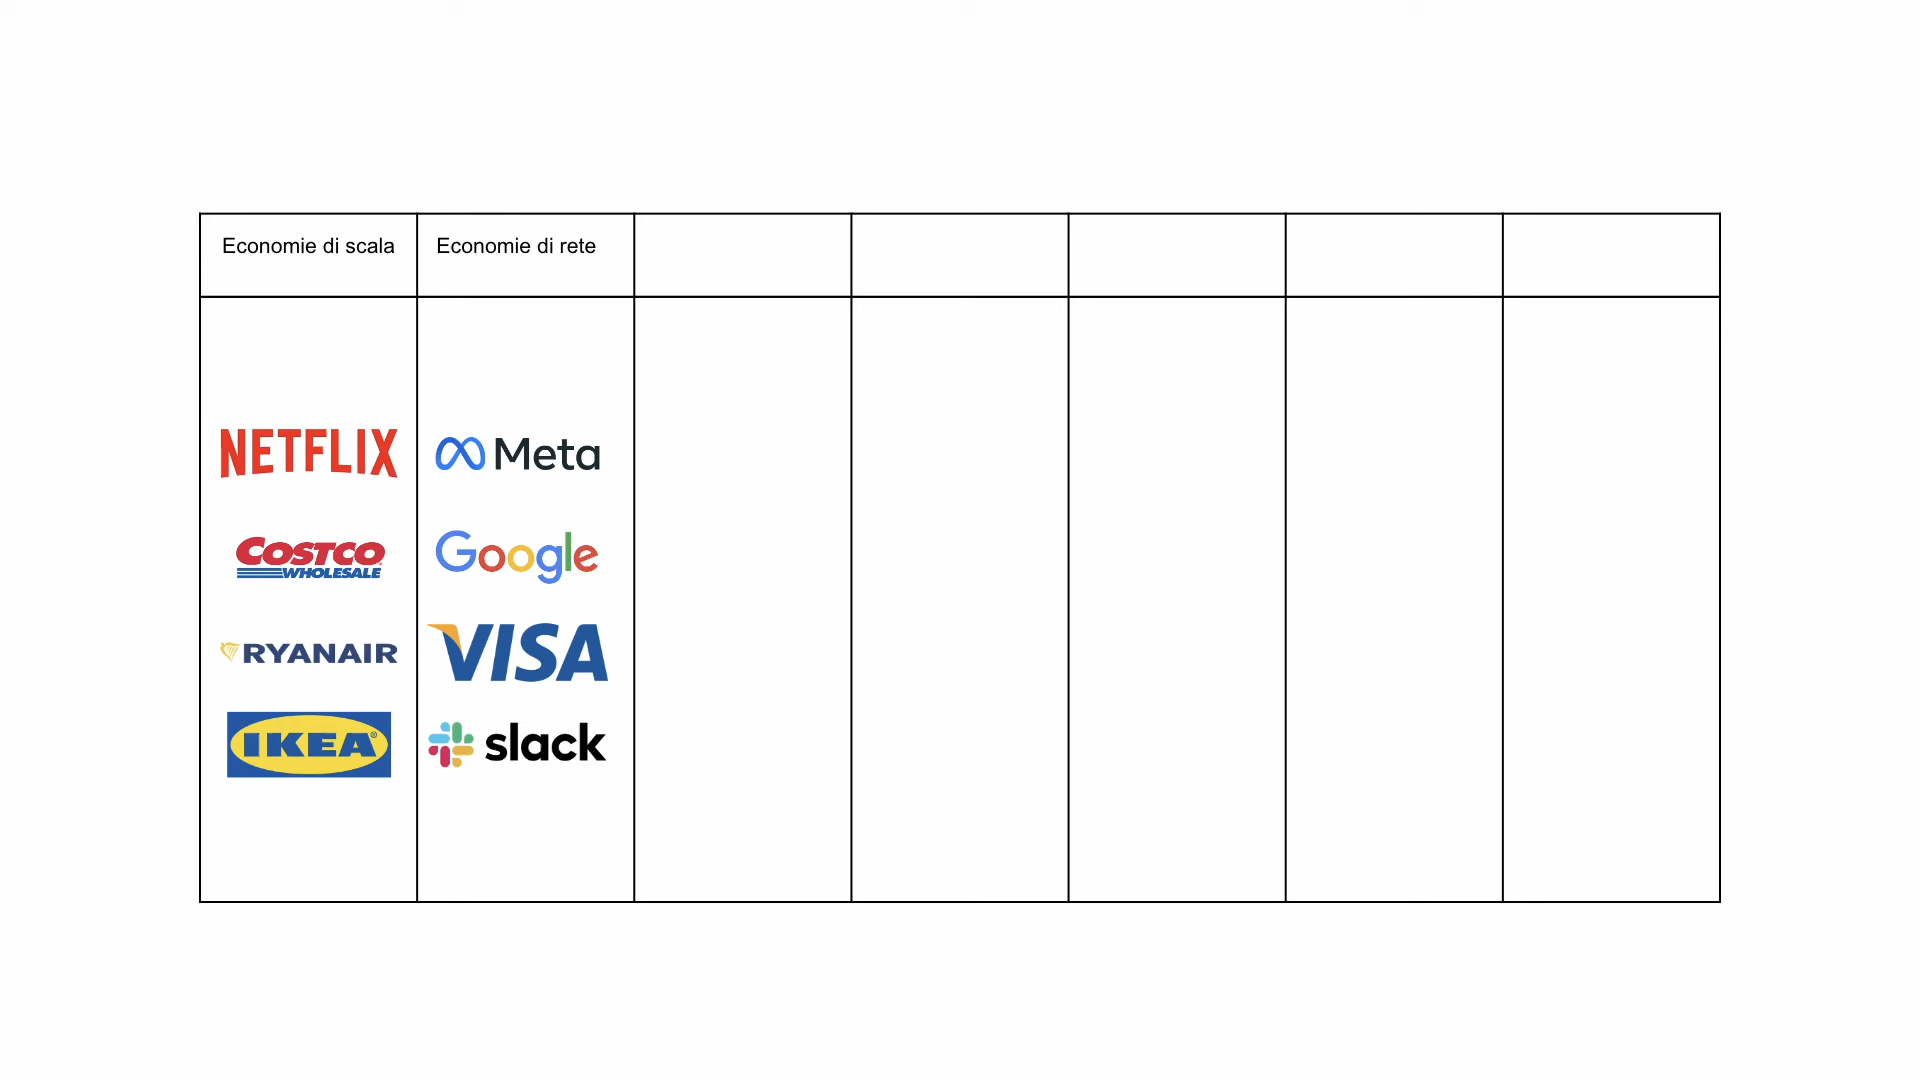 Economie di scala
Economie di rete
NETFLIX
Meta
COSTCO
WHOLESALE
Google
RYANAIR
VISA
IKEA®
slack